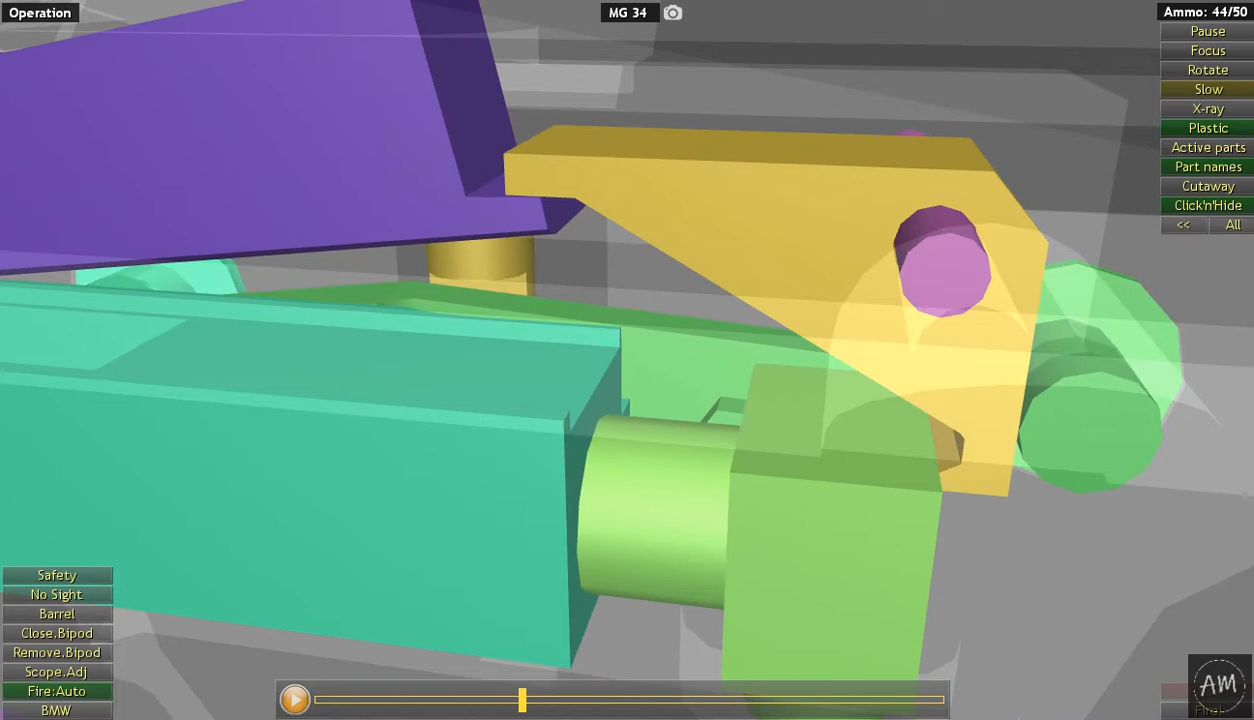 Operation
MG 34
Ammo: 44/50
Pause
Focus
Rotate
Slow
X-ray
Plastic
Active parts
Part names
Cutaway
Click'n'Hide
<< All
Safety
No Sight
Barrel
Close.Bipod
Remove.Bipod
Scope.Adj
Fire:Auto
BMW
AM